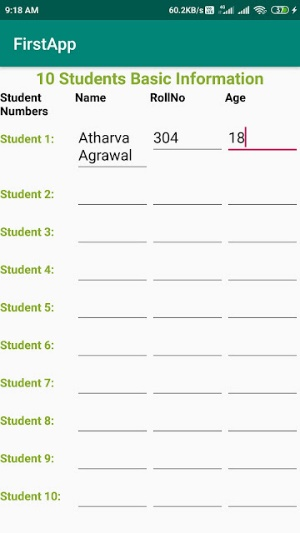 9:18 AM 60.2KB/s 37
FirstApp
10 Students Basic Information
Student Numbers Name RollNo Age
Student 1: Atharva Agrawal 304 18
Student 2:
Student 3:
Student 4:
Student 5:
Student 6:
Student 7:
Student 8:
Student 9:
Student 10: